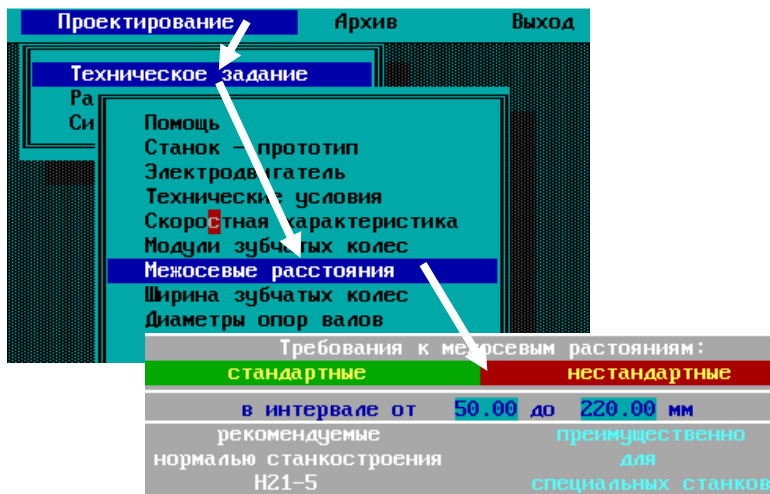 Проектирование Архив Выход
Техническое задание
Ра
Си
Помощь
Станок – прототип
Электродвигатель
Технические условия
Скоростная характеристика
Модули зубчатых колес
Межосевые расстояния
Ширина зубчатых колес
Диаметры опор валов
Требования к межосевым растояниям:
стандартные нестандартные
в интервале от 50.00 до 220.00 мм
рекомендуемые преимущественно
нормалью станкостроения для
Н21-5 специальных станков